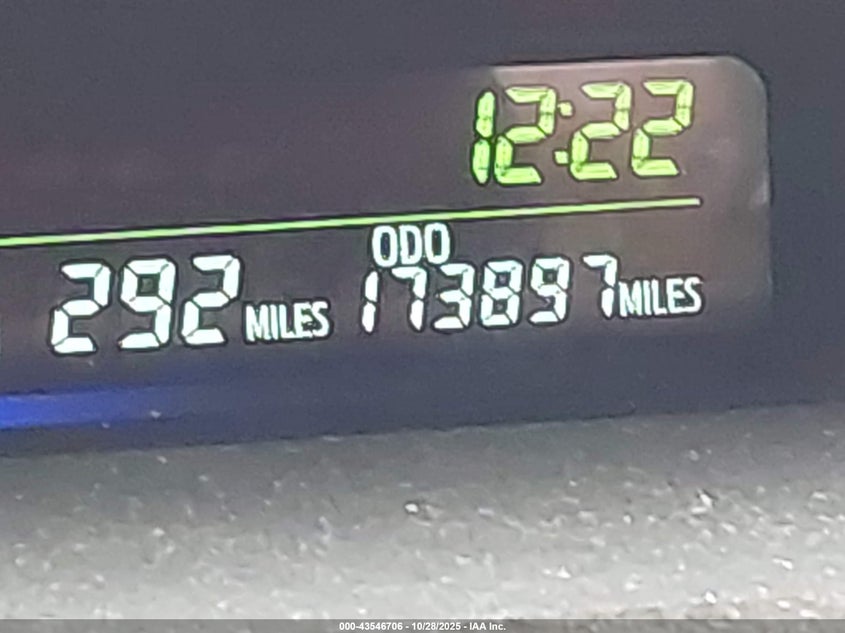 12:22
ODO
292 MILES 173897 MILES
000-43546706 - 10/28/2025 - IAA Inc.